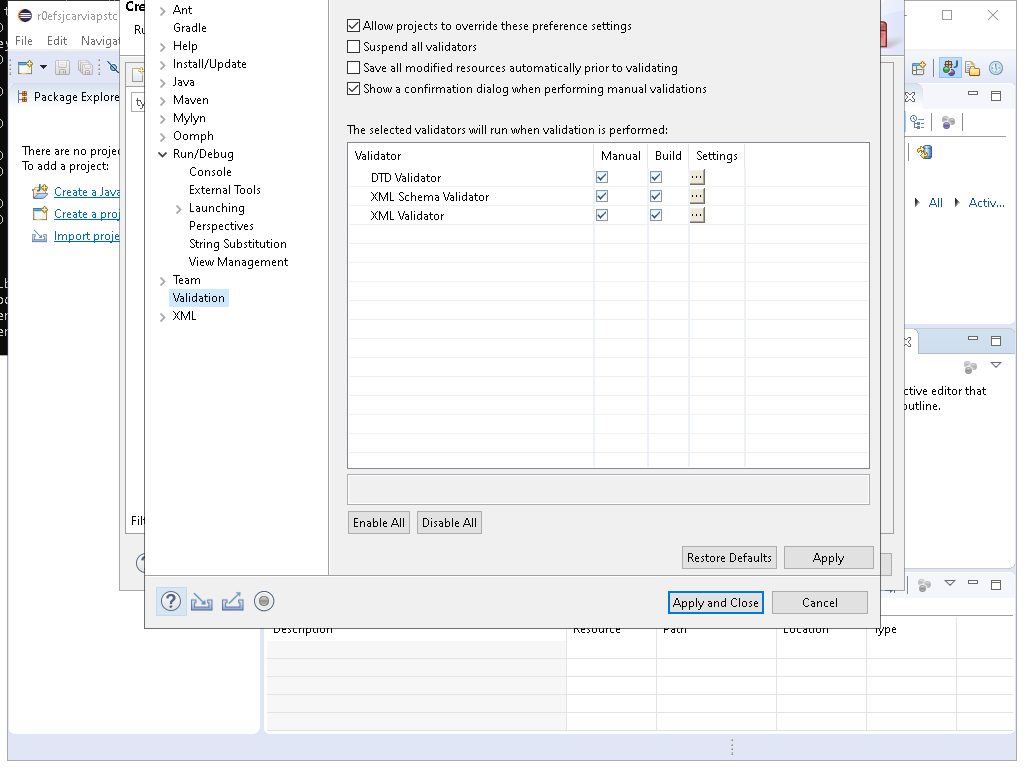 r0efsjcarviapstc
File Edit Naviga
Package Explore
There are no proje
To add a project:
Create a Java
Create a proj
Import proje
Cre
Ru
ty
Filt
Ant
Gradle
Help
Install/Update
Java
Maven
Mylyn
Oomph
Run/Debug
Console
External Tools
Launching
Perspectives
String Substitution
View Management
Team
Validation
XML
Allow projects to override these preference settings
Suspend all validators
Save all modified resources automatically prior to validating
Show a confirmation dialog when performing manual validations
The selected validators will run when validation is performed:
Validator Manual Build Settings
DTD Validator ...
XML Schema Validator ...
XML Validator ...
Enable All Disable All
Restore Defaults Apply
Apply and Close Cancel
All Activ...
ctive editor that
outline.
Description Resource Path Location Type